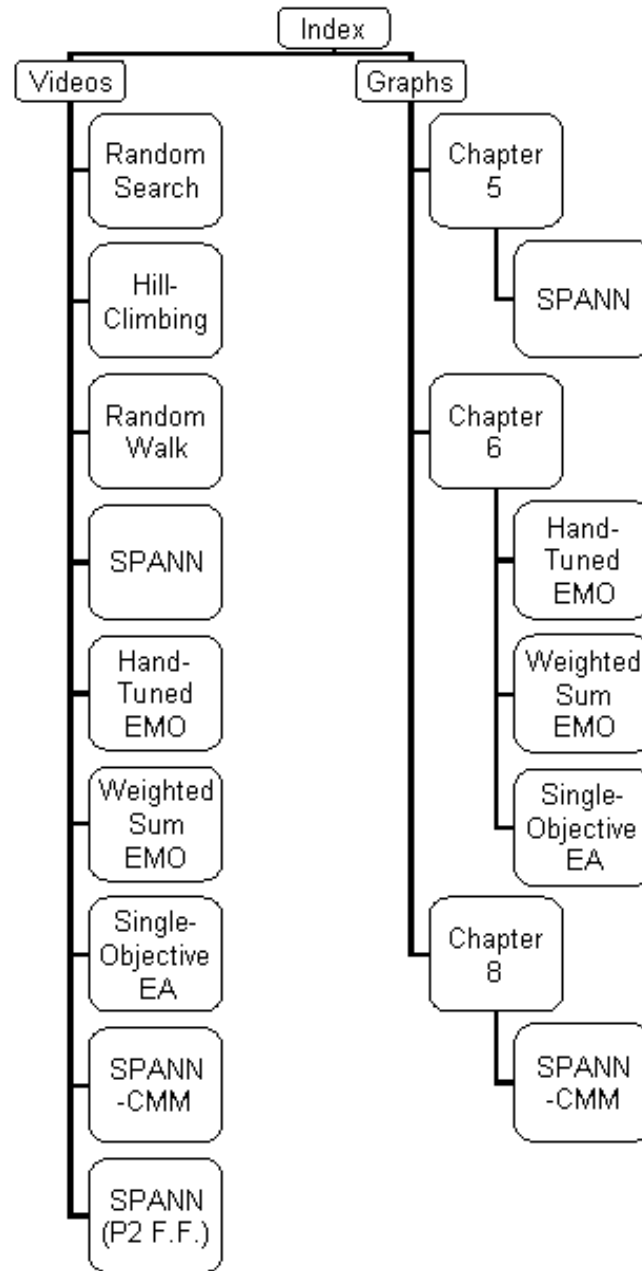 Index
Videos
Graphs
Random
Search
Hill-
Climbing
Random
Walk
SPANN
Hand-
Tuned
EMO
Weighted
Sum
EMO
Single-
Objective
EA
SPANN
-CMM
SPANN
(P2 F.F.)
Chapter
5
SPANN
Chapter
6
Hand-
Tuned
EMO
Weighted
Sum
EMO
Single-
Objective
EA
Chapter
8
SPANN
-CMM